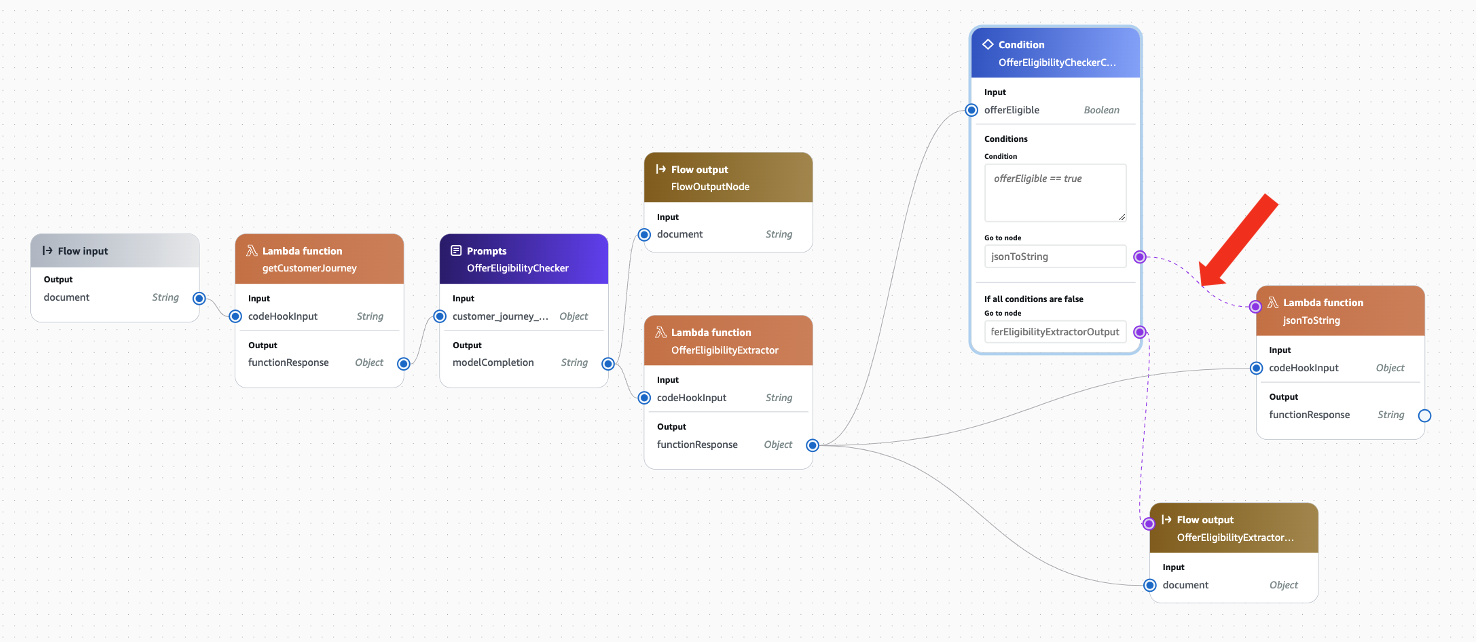 Flow input
Output
document String
Lambda function
getCustomerJourney
Input
codeHookInput String
Output
functionResponse Object
Prompts
OfferEligibilityChecker
Input
customer_journey_... Object
Output
modelCompletion String
Flow output
FlowOutputNode
Input
document String
Lambda function
OfferEligibilityExtractor
Input
codeHookInput String
Output
functionResponse Object
Condition
OfferEligibilityCheckerC...
Input
offerEligible Boolean
Conditions
Condition
offerEligible == true
Go to node
jsonToString
If all conditions are false
Go to node
ferEligibilityExtractorOutput
Lambda function
jsonToString
Input
codeHookInput Object
Output
functionResponse String
Flow output
OfferEligibilityExtractor...
Input
document Object